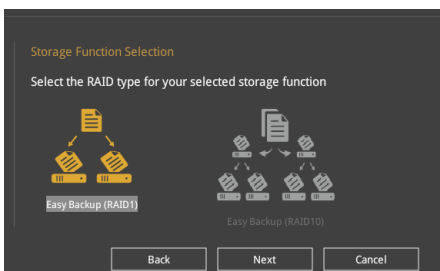 Storage Function Selection
Select the RAID type for your selected storage function
Easy Backup (RAID1)
Easy Backup (RAID10)
Back
Next
Cancel